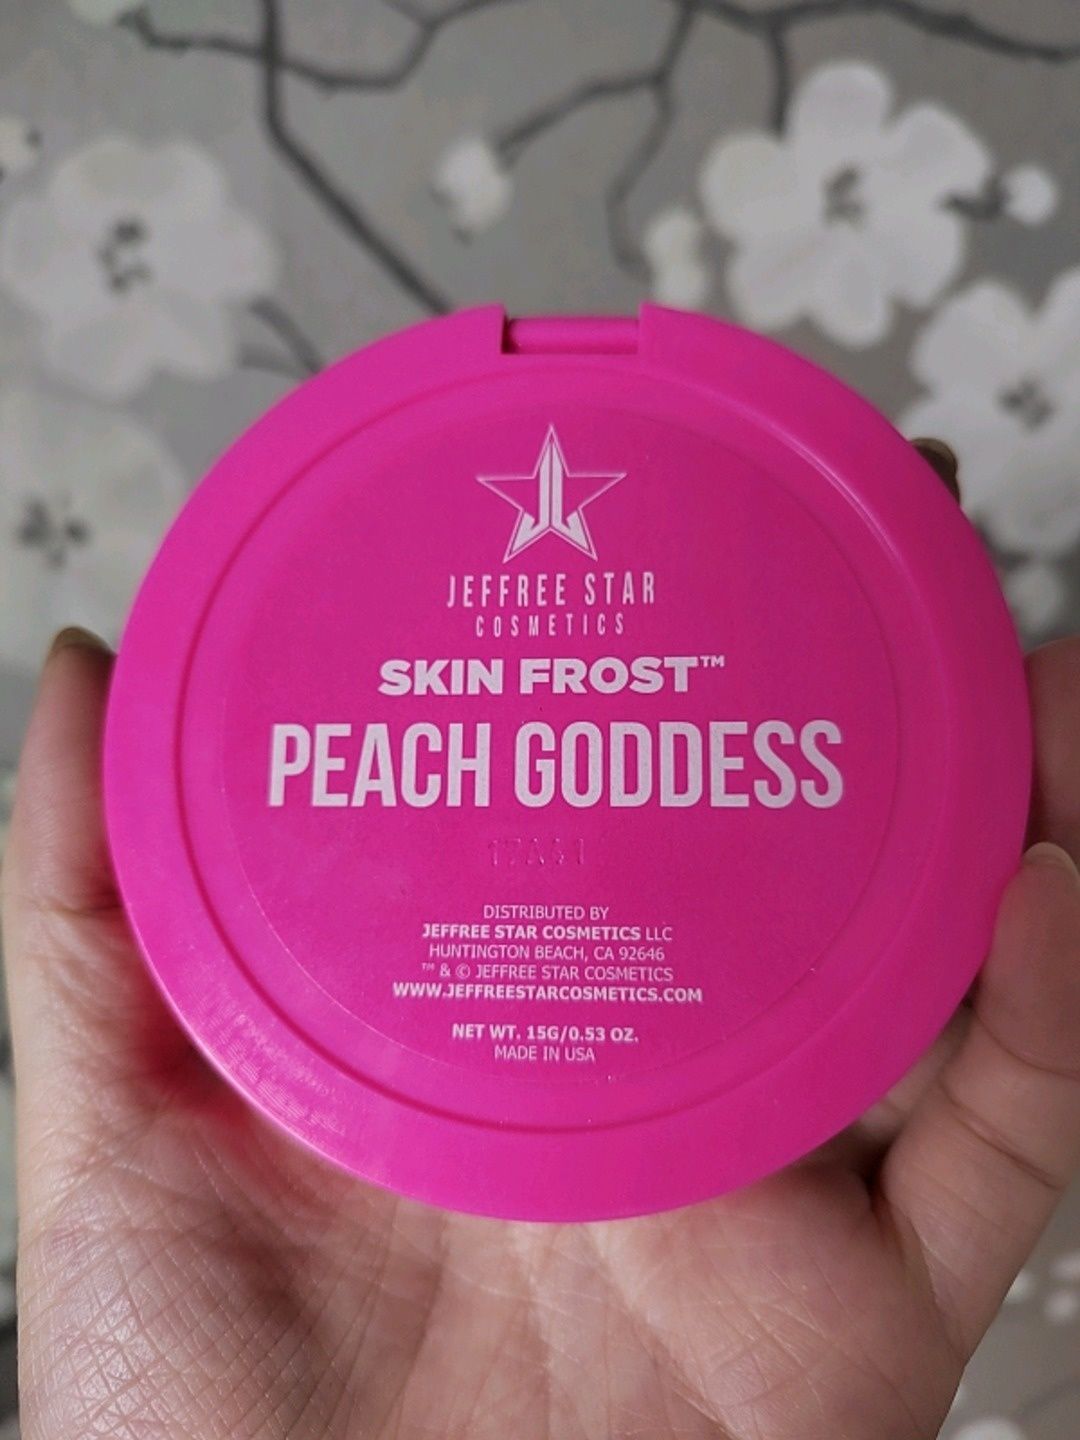 JEFFREE STAR
COSMETICS
SKIN FROST™
PEACH GODDESS
DISTRIBUTED BY
JEFFREE STAR COSMETICS LLC
HUNTINGTON BEACH, CA 92646
™ & © JEFFREE STAR COSMETICS
WWW.JEFFREESTARCOSMETICS.COM
NET WT. 15G/0.53 OZ.
MADE IN USA